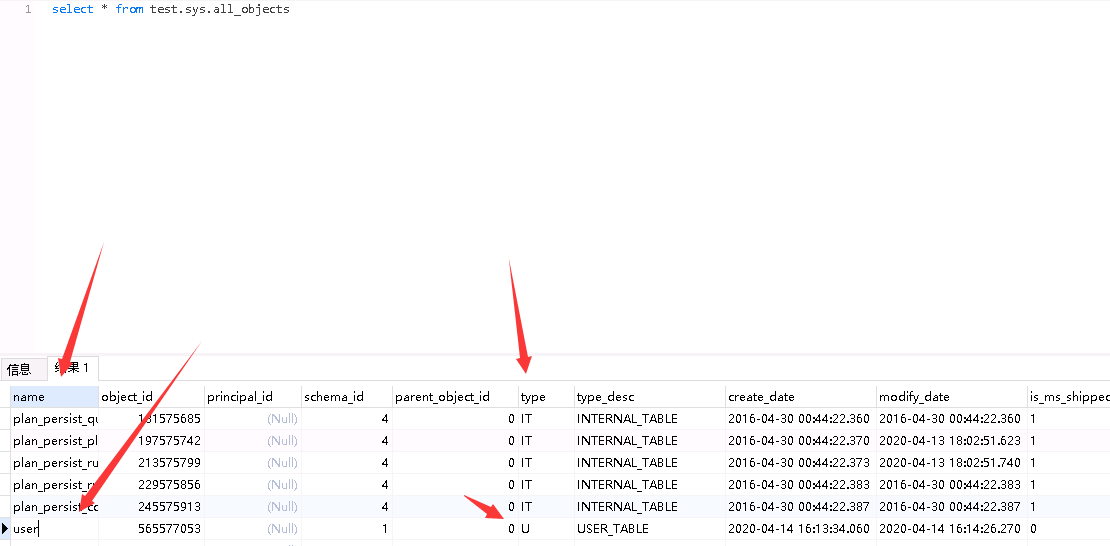 1 select * from test.sys.all_objects
信息 结果 1
name object_id principal_id schema_id parent_object_id type type_desc create_date modify_date is_ms_shipped
plan_persist_qu 181575685 (Null) 4 0 IT INTERNAL_TABLE 2016-04-30 00:44:22.360 2016-04-30 00:44:22.360 1
plan_persist_pl 197575742 (Null) 4 0 IT INTERNAL_TABLE 2016-04-30 00:44:22.370 2020-04-13 18:02:51.623 1
plan_persist_ru 213575799 (Null) 4 0 IT INTERNAL_TABLE 2016-04-30 00:44:22.373 2020-04-13 18:02:51.740 1
plan_persist_ru 229575856 (Null) 4 0 IT INTERNAL_TABLE 2016-04-30 00:44:22.383 2016-04-30 00:44:22.383 1
plan_persist_co 245575913 (Null) 4 0 IT INTERNAL_TABLE 2016-04-30 00:44:22.387 2016-04-30 00:44:22.387 1
user 565577053 (Null) 1 0 U USER_TABLE 2020-04-14 16:13:34.060 2020-04-14 16:14:26.270 0